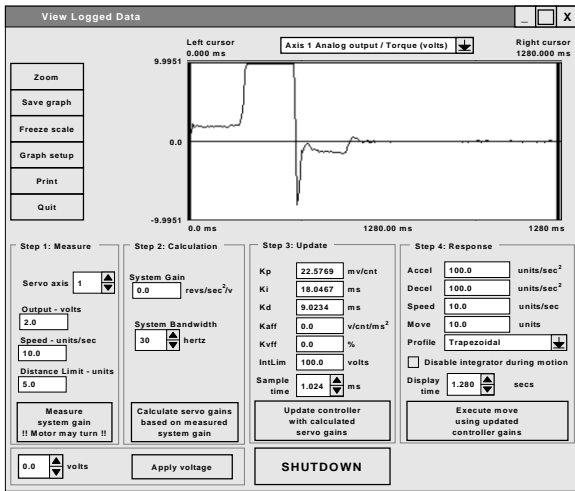 View Logged Data
_ X
Left cursor
0.000 ms
Axis 1 Analog output / Torque (volts)
Right cursor
1280.000 ms
Zoom
Save graph
Freeze scale
Graph setup
Print
Quit
9.9951
0.0
-9.9951
0.0 ms 1280.00 ms 1280 ms
Step 1: Measure
Servo axis 1
Output - volts
2.0
Speed - units/sec
10.0
Distance Limit - units
5.0
Measure
system gain
!! Motor may turn !!
Step 2: Calculation
System Gain
0.0 revs/sec²/v
System Bandwidth
30 hertz
Calculate servo gains
based on measured
system gain
Step 3: Update
Kp 22.5769 mv/cnt
Ki 18.0467 ms
Kd 9.0234 ms
Kaff 0.0 v/cnt/ms²
Kvff 0.0 %
IntLim 100.0 volts
Sample
time 1.024 ms
Update controller
with calculated
servo gains
Step 4: Response
Accel 100.0 units/sec²
Decel 100.0 units/sec²
Speed 10.0 units/sec
Move 10.0 units
Profile Trapezoidal
Disable integrator during motion
Display
time 1.280 secs
Execute move
using updated
controller gains
0.0 volts Apply voltage
SHUTDOWN